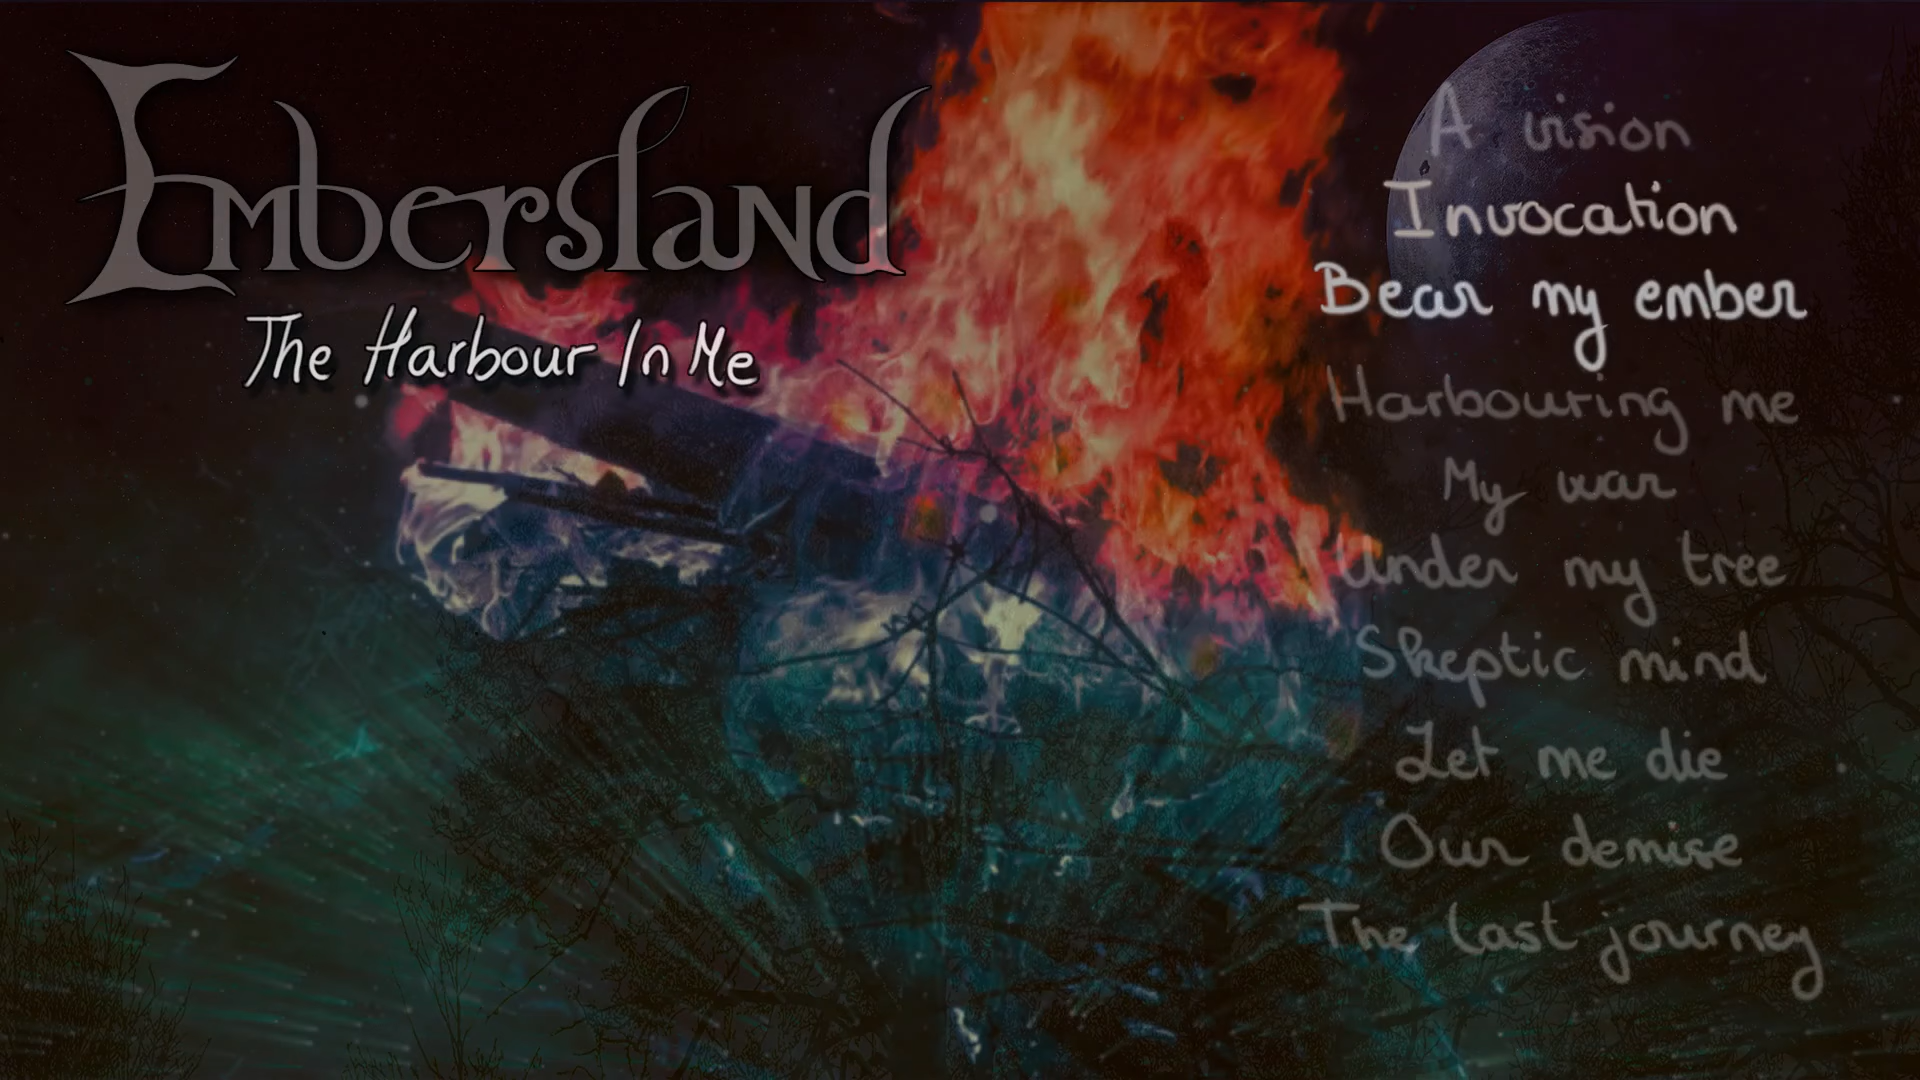 Embersland
The Harbour In Me
A vision
Invocation
Bear my ember
Harbouring me
My war
Under my tree
Skeptic mind
Let me die
Our demise
The last journey